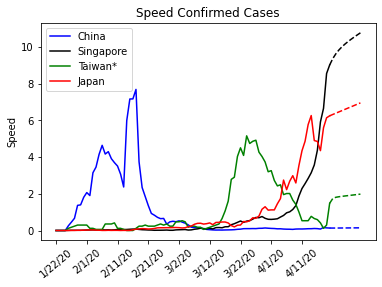 Speed Confirmed Cases
China
Singapore
Taiwan*
Japan
Speed
10
8
6
4
2
0
1/22/20
2/1/20
2/11/20
2/21/20
3/2/20
3/12/20
3/22/20
4/1/20
4/11/20